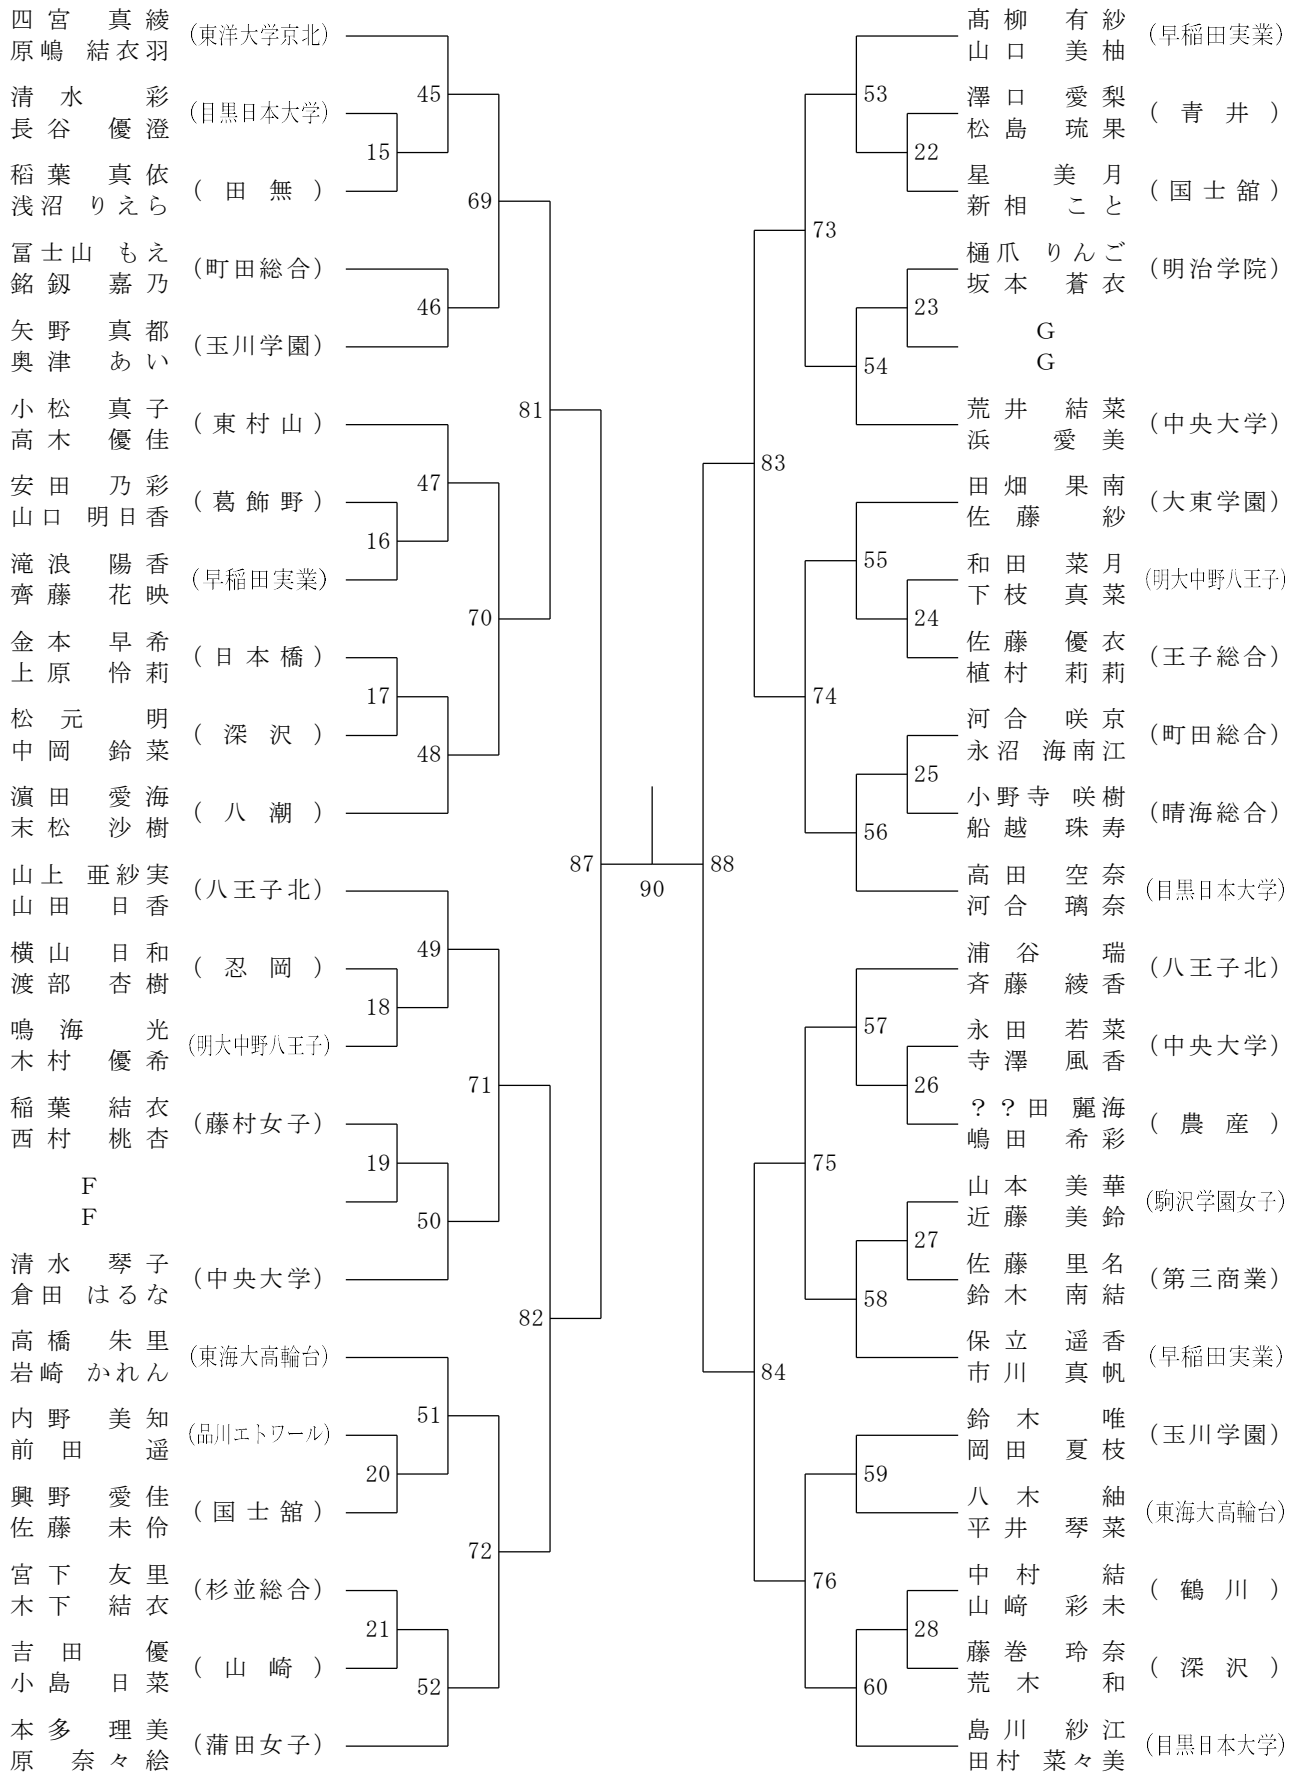 四宮 真綾 (東洋大学京北)
原嶋 結衣羽
清水 彩 (目黒日本大学)
長谷 優澄
稲葉 真依 (田無)
浅沼 りえら
冨士山 もえ (町田総合)
銘釼 嘉乃
矢野 真都 (玉川学園)
奥津 あい
小松 真子 (東村山)
高木 優佳
安田 乃彩 (葛飾野)
山口 明日香
滝浪 陽香 (早稲田実業)
齊藤 花映
金本 早希 (日本橋)
上原 怜莉
松元 明 (深沢)
中岡 鈴菜
濵田 愛海 (八潮)
末松 沙樹
山上 亜紗実 (八王子北)
山田 日香
横山 日和 (忍岡)
渡部 杏樹
鳴海 光 (明大中野八王子)
木村 優希
稲葉 結衣 (藤村女子)
西村 桃杏
F
F
清水 琴子 (中央大学)
倉田 はるな
高橋 朱里 (東海大高輪台)
岩崎 かれん
内野 美知 (品川エトワール)
前田 遥
興野 愛佳 (国士舘)
佐藤 未伶
宮下 友里 (杉並総合)
木下 結衣
吉田 優 (山崎)
小島 日菜
本多 理美 (蒲田女子)
原 奈々絵
15
16
17
18
19
20
21
45
46
47
48
49
50
51
52
69
70
71
72
81
82
87
90
88
83
84
73
74
75
76
53
54
55
56
57
58
59
60
22
23
24
25
26
27
28
髙柳 有紗 (早稲田実業)
山口 美柚
澤口 愛梨 (青井)
松島 琉果
星 美月 (国士舘)
新相 こと
樋爪 りんご (明治学院)
坂本 蒼衣
G
G
荒井 結菜 (中央大学)
浜 愛美
田畑 果南 (大東学園)
佐藤 紗
和田 菜月 (明大中野八王子)
下枝 真菜
佐藤 優衣 (王子総合)
植村 莉莉
河合 咲京 (町田総合)
永沼 海南江
小野寺 咲樹 (晴海総合)
船越 珠寿
高田 空奈 (目黒日本大学)
河合 璃奈
浦谷 瑞 (八王子北)
斉藤 綾香
永田 若菜 (中央大学)
寺澤 風香
？？田 麗海 (農産)
嶋田 希彩
山本 美華 (駒沢学園女子)
近藤 美鈴
佐藤 里名 (第三商業)
鈴木 南結
保立 遥香 (早稲田実業)
市川 真帆
鈴木 唯 (玉川学園)
岡田 夏枝
八木 紬 (東海大高輪台)
平井 琴菜
中村 結 (鶴川)
山﨑 彩未
藤巻 玲奈 (深沢)
荒木 和
島川 紗江 (目黒日本大学)
田村 菜々美